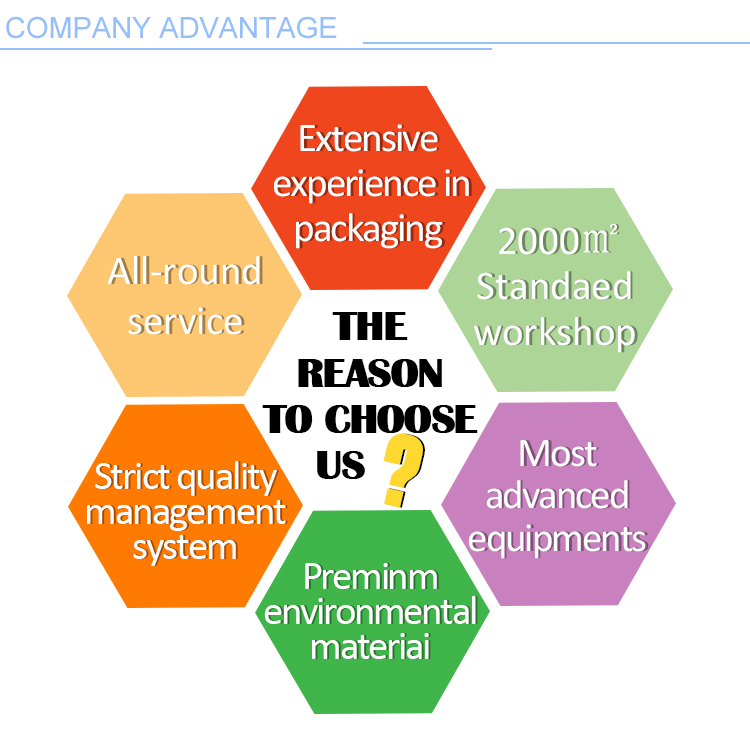 COMPANY ADVANTAGE
Extensive
experience in
packaging
2000㎡
Standaed
workshop
All-round
service
THE
REASON
TO CHOOSE
US ?
Most
advanced
equipments
Strict quality
management
system
Preminm
environmental
materiai